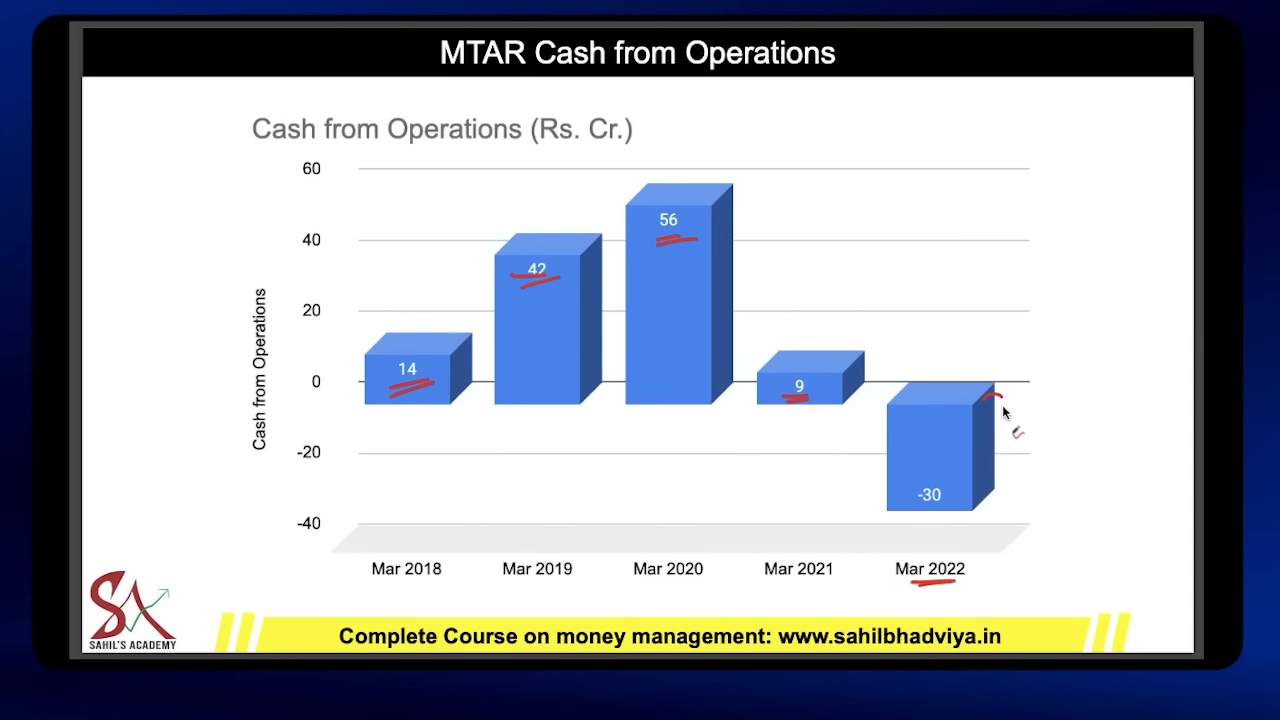 MTAR Cash from Operations
Cash from Operations (Rs. Cr.)
Cash from Operations
60
40
20
0
-20
-40
14
42
56
9
-30
Mar 2018
Mar 2019
Mar 2020
Mar 2021
Mar 2022
SA
SAHIL'S ACADEMY
Complete Course on money management: www.sahilbhadviya.in